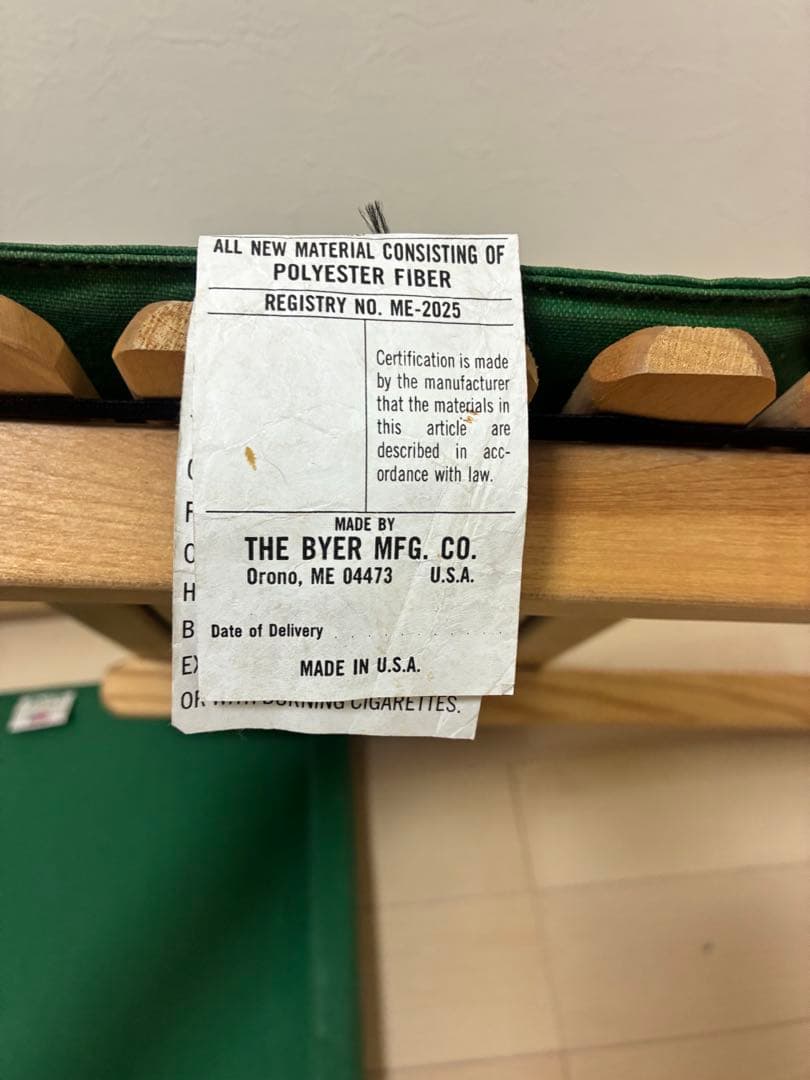 ALL NEW MATERIAL CONSISTING OF
POLYESTER FIBER
REGISTRY NO. ME-2025
Certification is made
by the manufacturer
that the materials in
this article are
described in acc-
ordance with law.
MADE BY
THE BYER MFG. CO.
Orono, ME 04473 U.S.A.
Date of Delivery . . . . . . . . . . . . . .
MADE IN U.S.A.
CIGARETTES.